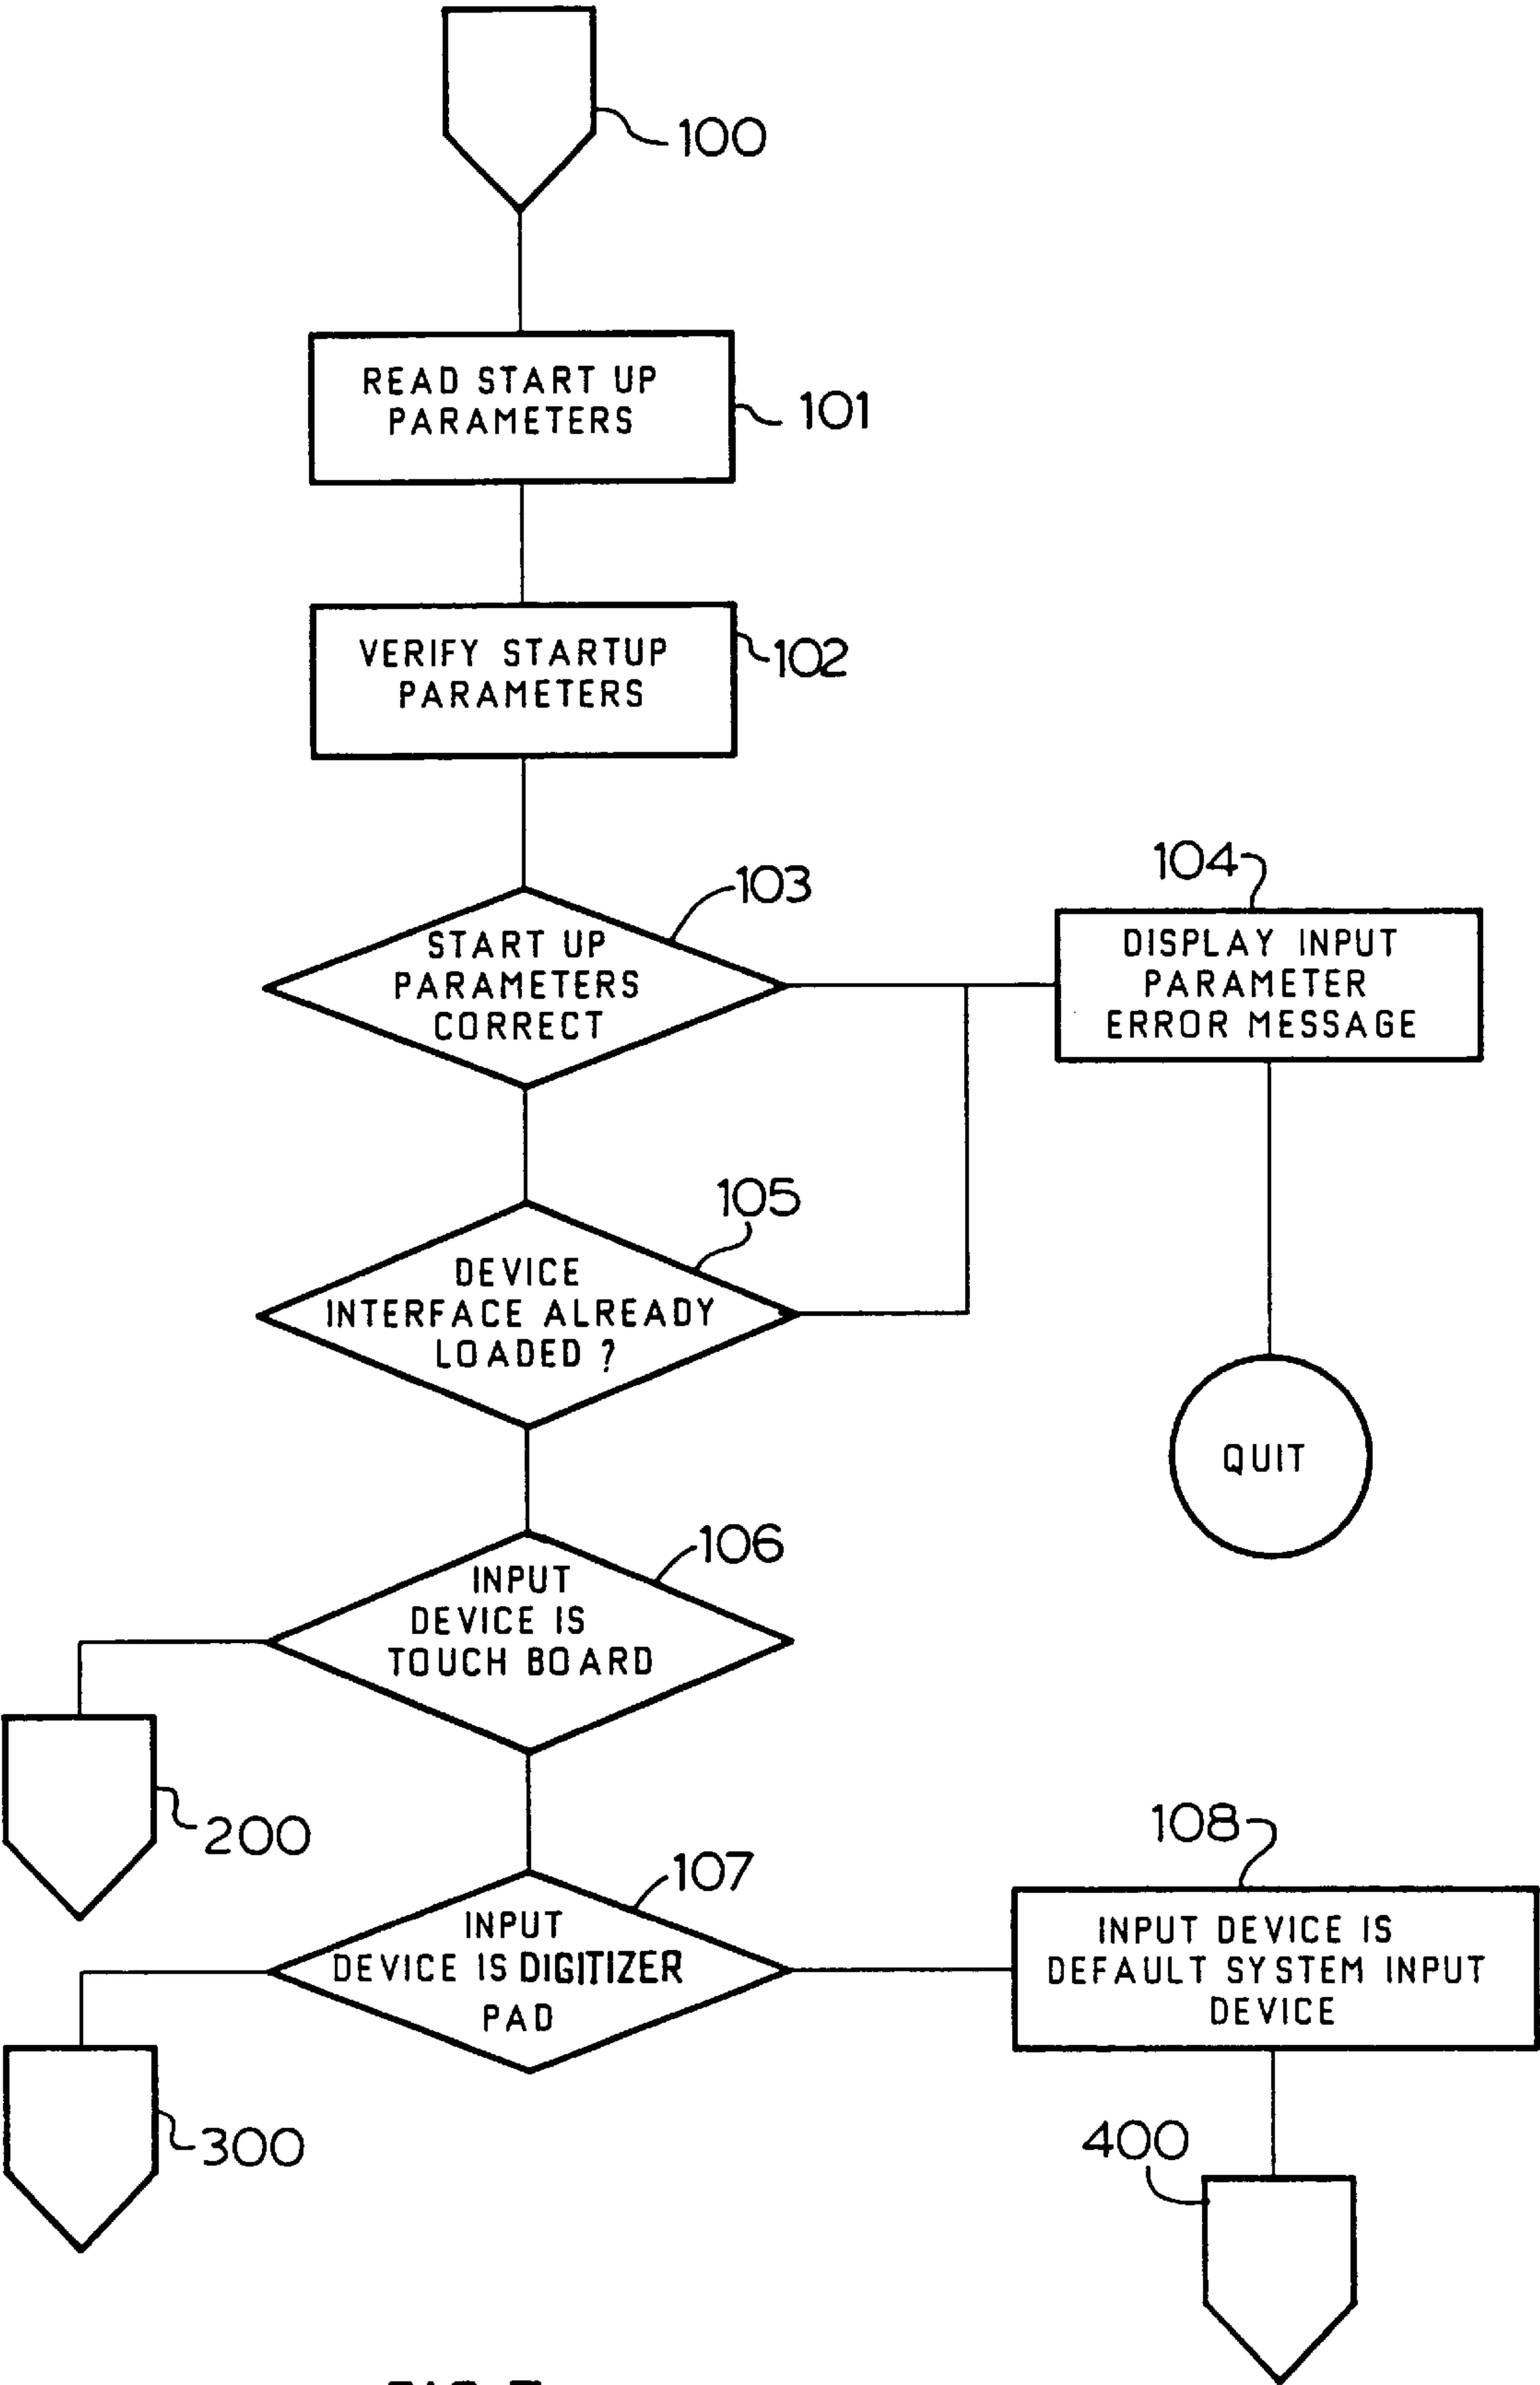 100
READ START UP
PARAMETERS
101
VERIFY STARTUP
PARAMETERS
102
103
START UP
PARAMETERS
CORRECT
104
DISPLAY INPUT
PARAMETER
ERROR MESSAGE
105
DEVICE
INTERFACE ALREADY
LOADED ?
QUIT
106
INPUT
DEVICE IS
TOUCH BOARD
200
107
INPUT
DEVICE IS DIGITIZER
PAD
108
INPUT DEVICE IS
DEFAULT SYSTEM INPUT
DEVICE
300
400